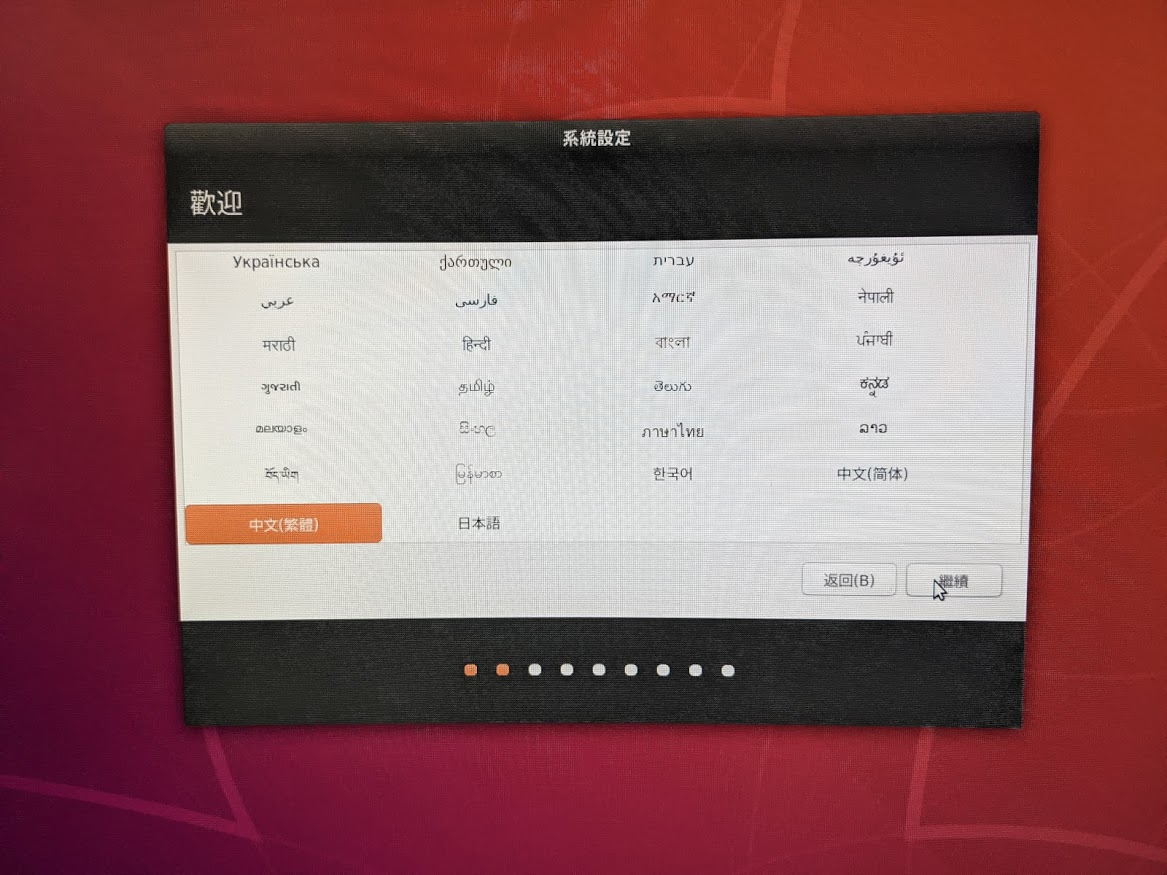 系統設定
歡迎
Українська ქართული עברית ئۇيغۇرچە
عربي فارسی አማርኛ नेपाली
मराठी हिन्दी বাংলা ਪੰਜਾਬੀ
ગુજરાતી தமிழ் తెలుగు ಕನ್ನಡ
മലയാളം සිංහල ภาษาไทย ລາວ
བོད་ཡིག မြန်မာစာ 한국어 中文(简体)
中文(繁體) 日本語
返回(B) 繼續